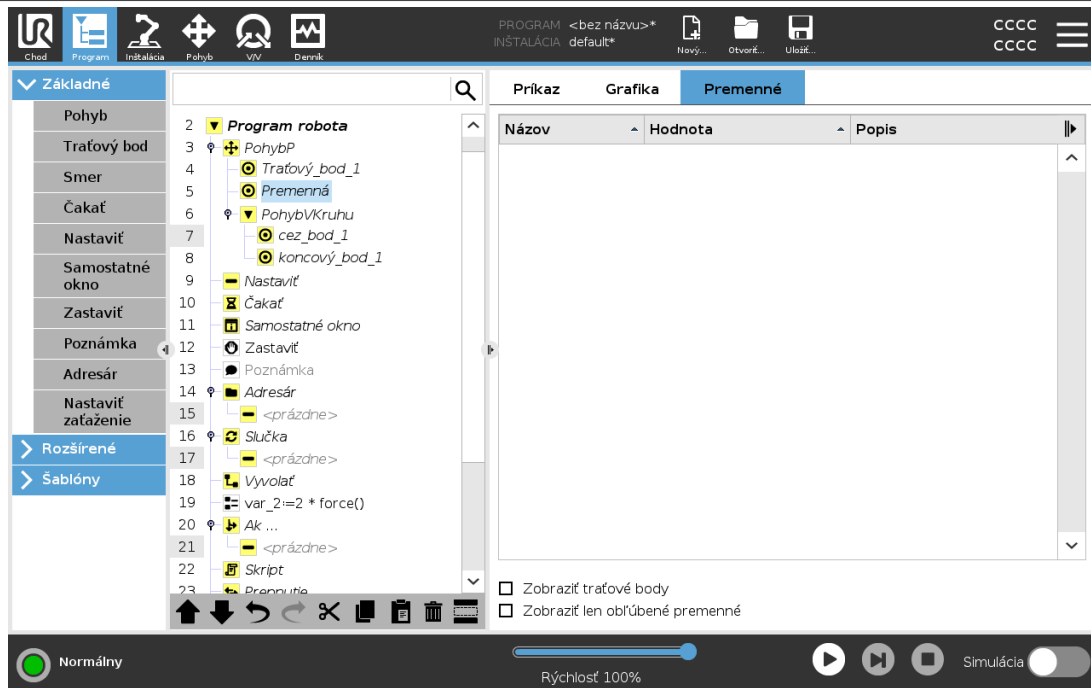 Chod
Program
Inštalácia
Pohyb
V/V
Denník
PROGRAM <bez názvu>*
INŠTALÁCIA default*
Nový...
Otvoriť...
Uložiť...
CCCC
CCCC
Základné
Pohyb
Traťový bod
Smer
Čakať
Nastaviť
Samostatné
okno
Zastaviť
Poznámka
Adresár
Nastaviť
zaťaženie
Rozšírené
Šablóny
2 Program robota
3 PohybP
4 Traťový_bod_1
5 Premenná
6 PohybVKruhu
7 cez_bod_1
8 koncový_bod_1
9 Nastaviť
10 Čakať
11 Samostatné okno
12 Zastaviť
13 Poznámka
14 Adresár
15 <prázdne>
16 Slučka
17 <prázdne>
18 Vyvolať
19 var_2:=2 * force()
20 Ak ...
21 <prázdne>
22 Skript
23 Prepnutie
Príkaz
Grafika
Premenné
Názov
Hodnota
Popis
Zobraziť traťové body
Zobraziť len obľúbené premenné
Normálny
Rýchlosť 100%
Simulácia